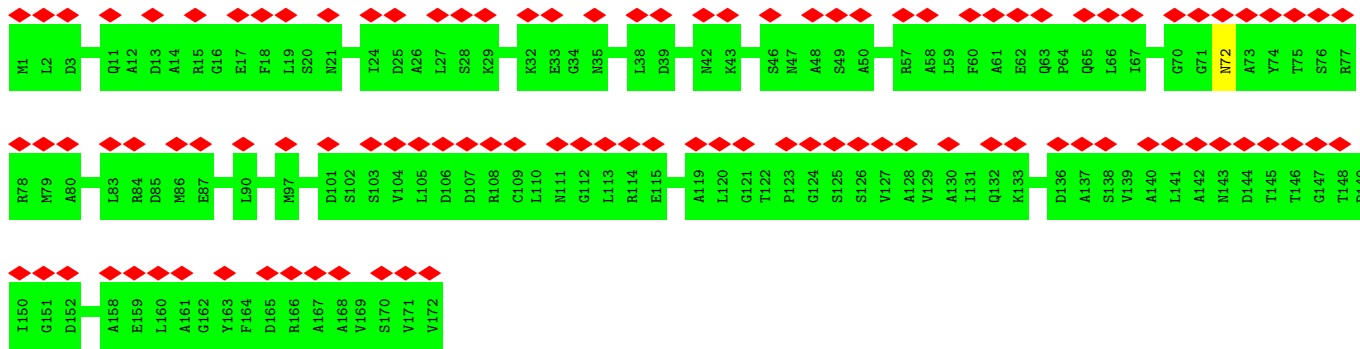 M1 L2 D3 Q11 A12 D13 A14 R15 G16 E17 F18 L19 S20 N21 I24 D25 A26 L27 S28 K29 K32 E33 G34 N35 L38 D39 N42 K43 S46 N47 A48 S49 A50 R57 A58 L59 F60 A61 E62 Q63 P64 Q65 L66 I67 G70 G71 N72 A73 Y74 T75 S76 R77
R78 M79 A80 L83 R84 D85 M86 E87 L90 M97 D101 S102 S103 V104 L105 D106 D107 R108 C109 L110 N111 G112 L113 R114 E115 A119 L120 G121 T122 P123 G124 S125 S126 V127 A128 V129 A130 I131 Q132 K133 D136 A137 S138 V139 A140 L141 A142 N143 D144 T145 T146 G147 T148
I150 G151 D152 A158 E159 L160 A161 G162 Y163 F164 D165 R166 A167 A168 V169 S170 V171 V172